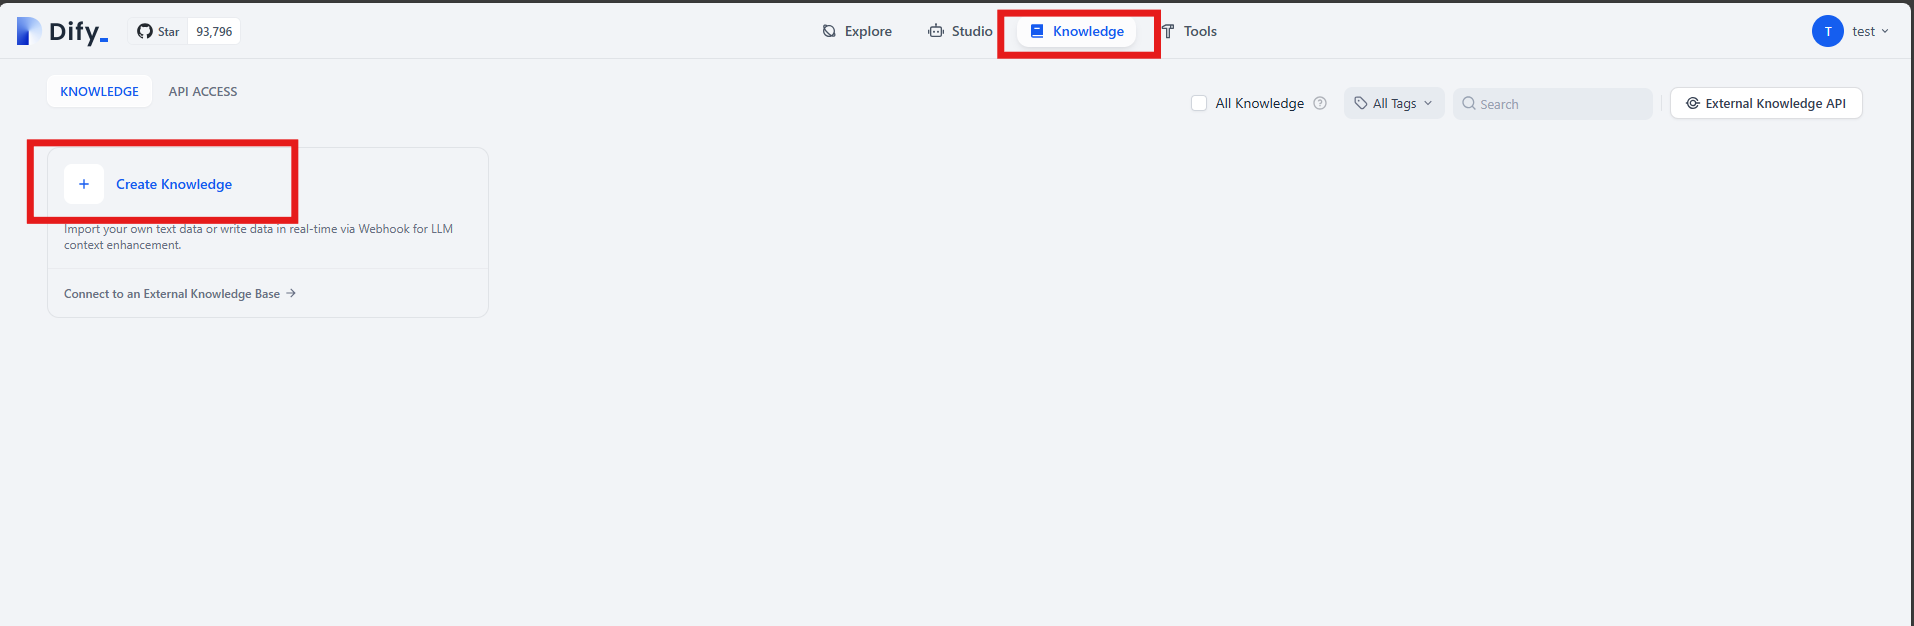 Dify_
Star 93,796
Explore
Studio
Knowledge
Tools
T test
KNOWLEDGE
API ACCESS
All Knowledge
All Tags
Search
External Knowledge API
+ Create Knowledge
Import your own text data or write data in real-time via Webhook for LLM
context enhancement.
Connect to an External Knowledge Base →